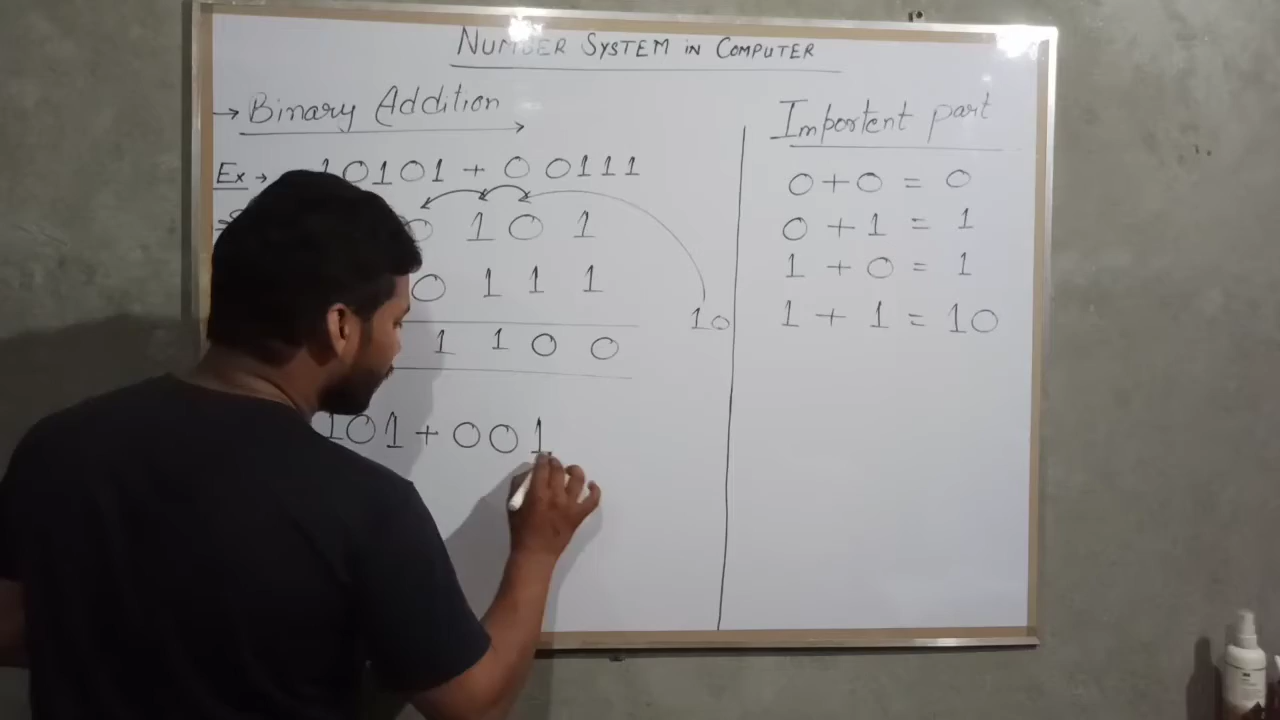 NUMBER SYSTEM IN COMPUTER
→ Binary Addition
Ex → 10101 + 00111
0 1 0 1
0 1 1 1
1 1 0 0
10
101 + 001
Importent part
0 + 0 = 0
0 + 1 = 1
1 + 0 = 1
1 + 1 = 10